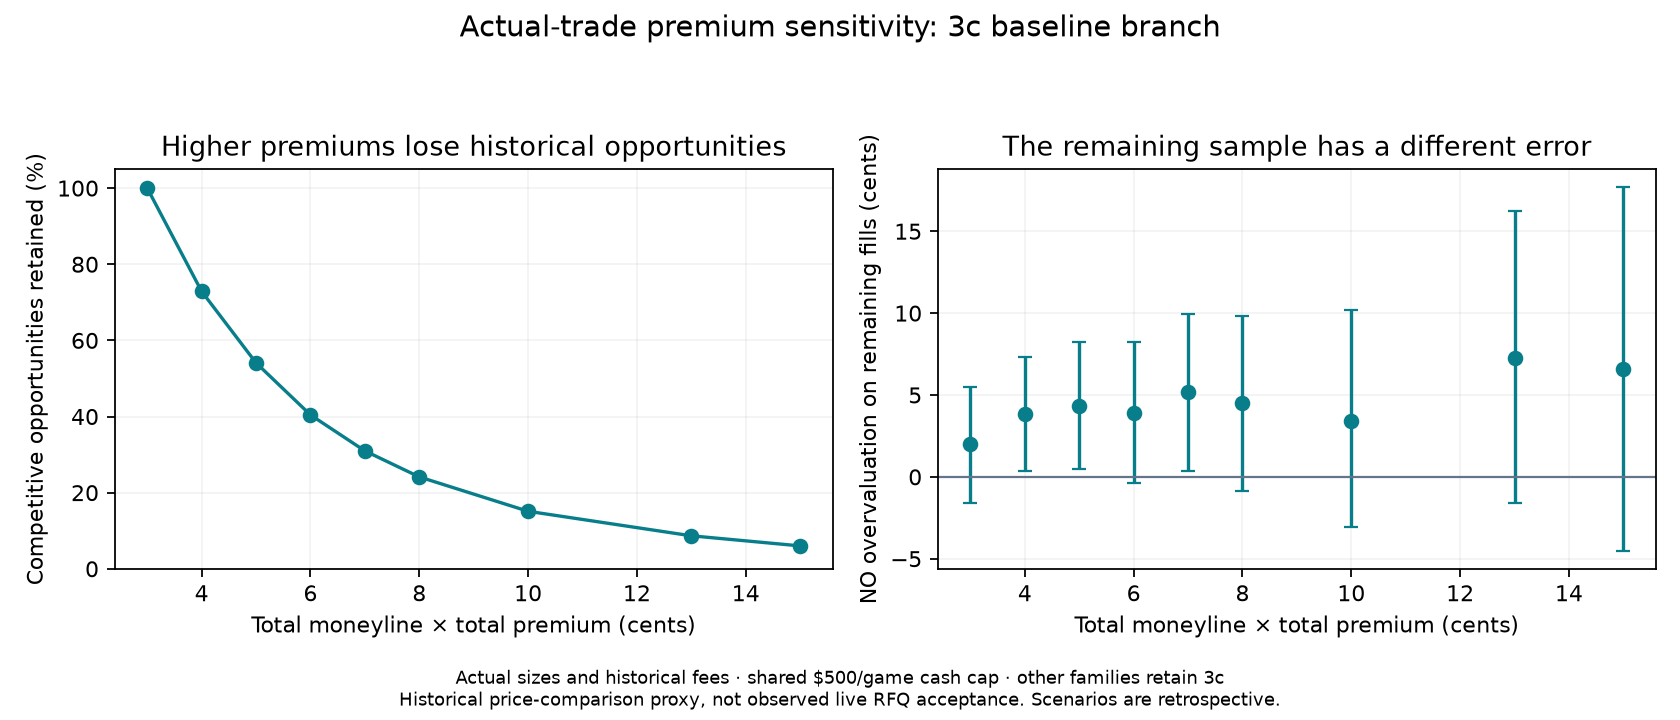 Actual-trade premium sensitivity: 3c baseline branch
Higher premiums lose historical opportunities
Competitive opportunities retained (%)
100
80
60
40
20
0
4 6 8 10 12 14
Total moneyline × total premium (cents)
The remaining sample has a different error
NO overvaluation on remaining fills (cents)
15
10
5
0
−5
4 6 8 10 12 14
Total moneyline × total premium (cents)
Actual sizes and historical fees · shared $500/game cash cap · other families retain 3c
Historical price-comparison proxy, not observed live RFQ acceptance. Scenarios are retrospective.